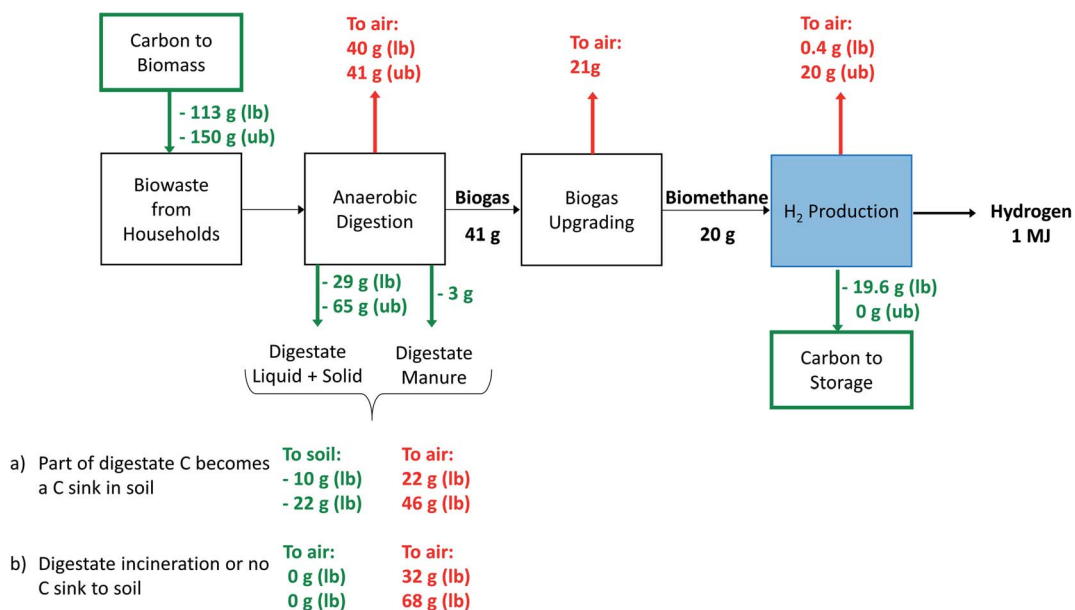 Carbon to
Biomass
- 113 g (lb)
- 150 g (ub)
Biowaste
from
Households
To air:
40 g (lb)
41 g (ub)
Anaerobic
Digestion
Biogas
41 g
To air:
21g
Biogas
Upgrading
Biomethane
20 g
To air:
0.4 g (lb)
20 g (ub)
H₂ Production
Hydrogen
1 MJ
- 29 g (lb)
- 65 g (ub)
- 3 g
- 19.6 g (lb)
0 g (ub)
Digestate
Liquid + Solid
Digestate
Manure
Carbon to
Storage
a) Part of digestate C becomes
a C sink in soil
To soil:
- 10 g (lb)
- 22 g (lb)
To air:
22 g (lb)
46 g (lb)
b) Digestate incineration or no
C sink to soil
To air:
0 g (lb)
0 g (lb)
To air:
32 g (lb)
68 g (lb)